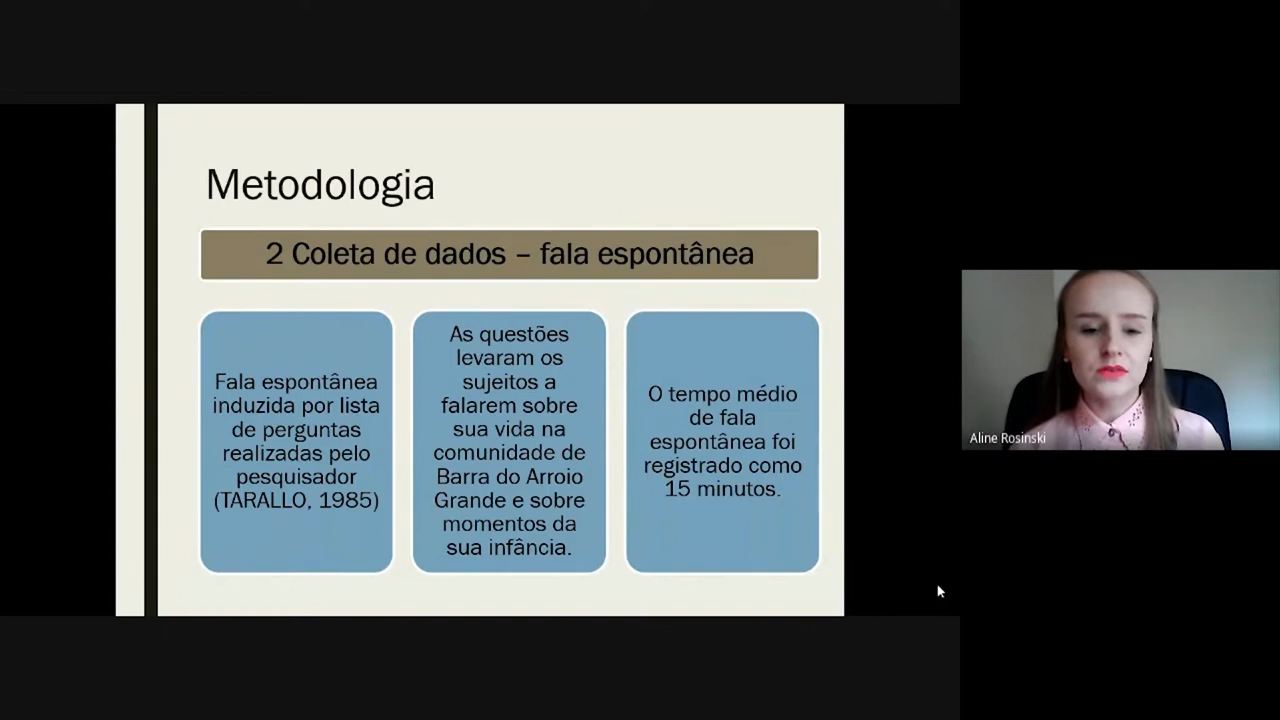 Metodologia
2 Coleta de dados – fala espontânea
Fala espontânea
induzida por lista
de perguntas
realizadas pelo
pesquisador
(TARALLO, 1985)
As questões
levaram os
sujeitos a
falarem sobre
sua vida na
comunidade de
Barra do Arroio
Grande e sobre
momentos da
sua infância.
O tempo médio
de fala
espontânea foi
registrado como
15 minutos.
Aline Rosinski